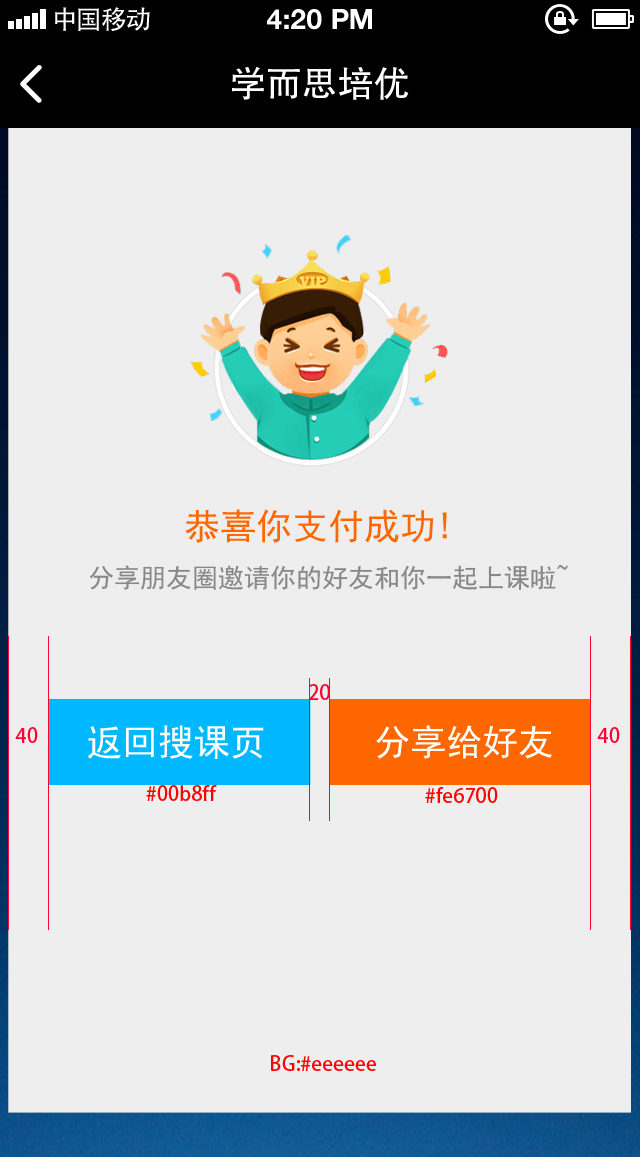 中国移动 4:20 PM
学而思培优
VIP
恭喜你支付成功!
分享朋友圈邀请你的好友和你一起上课啦~
20
40 返回搜课页 分享给好友 40
#00b8ff #fe6700
BG:#eeeeee